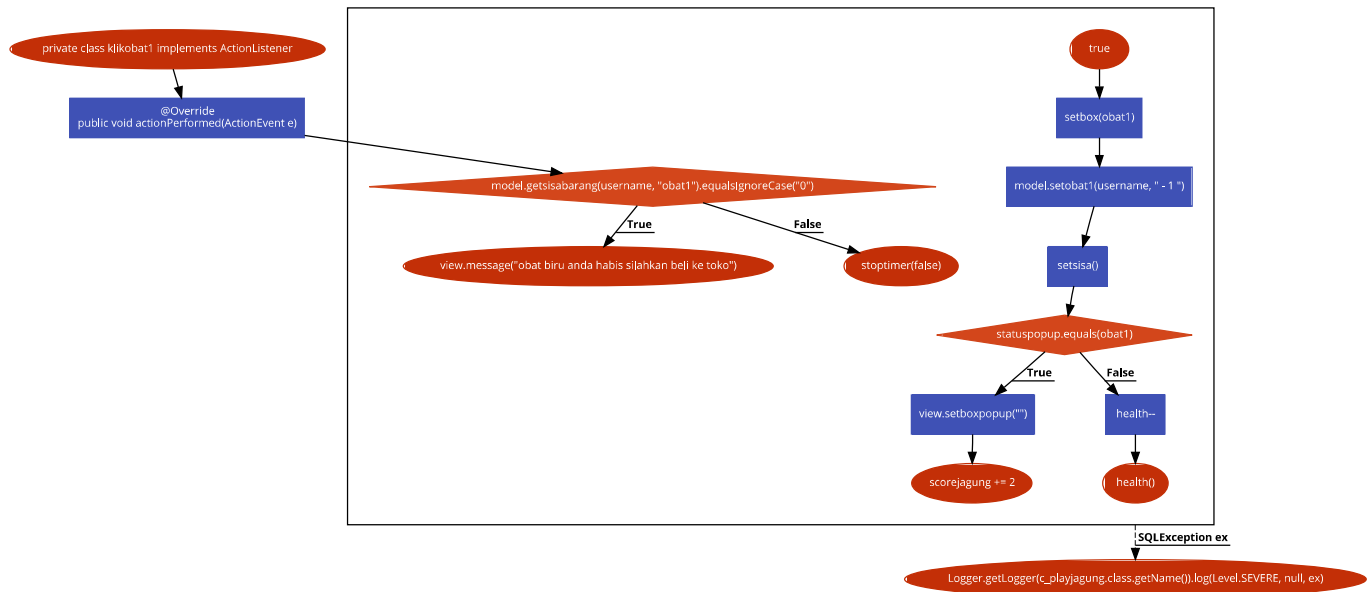 private class klikobat1 implements ActionListener
@Override
public void actionPerformed(ActionEvent e)
model.getsisabarang(username, "obat1").equalsIgnoreCase("0")
True
False
view.message("obat biru anda habis silahkan beli ke toko")
stoptimer(false)
true
setbox(obat1)
model.setobat1(username, " - 1 ")
setsisa()
statuspopup.equals(obat1)
True
False
view.setboxpopup("")
health--
scorejagung += 2
health()
SQLException ex
Logger.getLogger(c_playjagung.class.getName()).log(Level.SEVERE, null, ex)